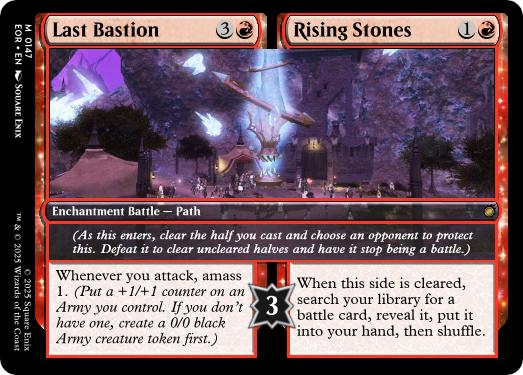 Last Bastion 3
Rising Stones 1
Enchantment Battle — Path
(As this enters, clear the half you cast and choose an opponent to protect
this. Defeat it to clear uncleared halves and have it stop being a battle.)
Whenever you attack, amass
1. (Put a +1/+1 counter on an
Army you control. If you don't
have one, create a 0/0 black
Army creature token first.)
3
When this side is cleared,
search your library for a
battle card, reveal it, put it
into your hand, then shuffle.
M 0147
EOR • EN SQUARE ENIX
© 2025 Square Enix
™ & © 2025 Wizards of the Coast